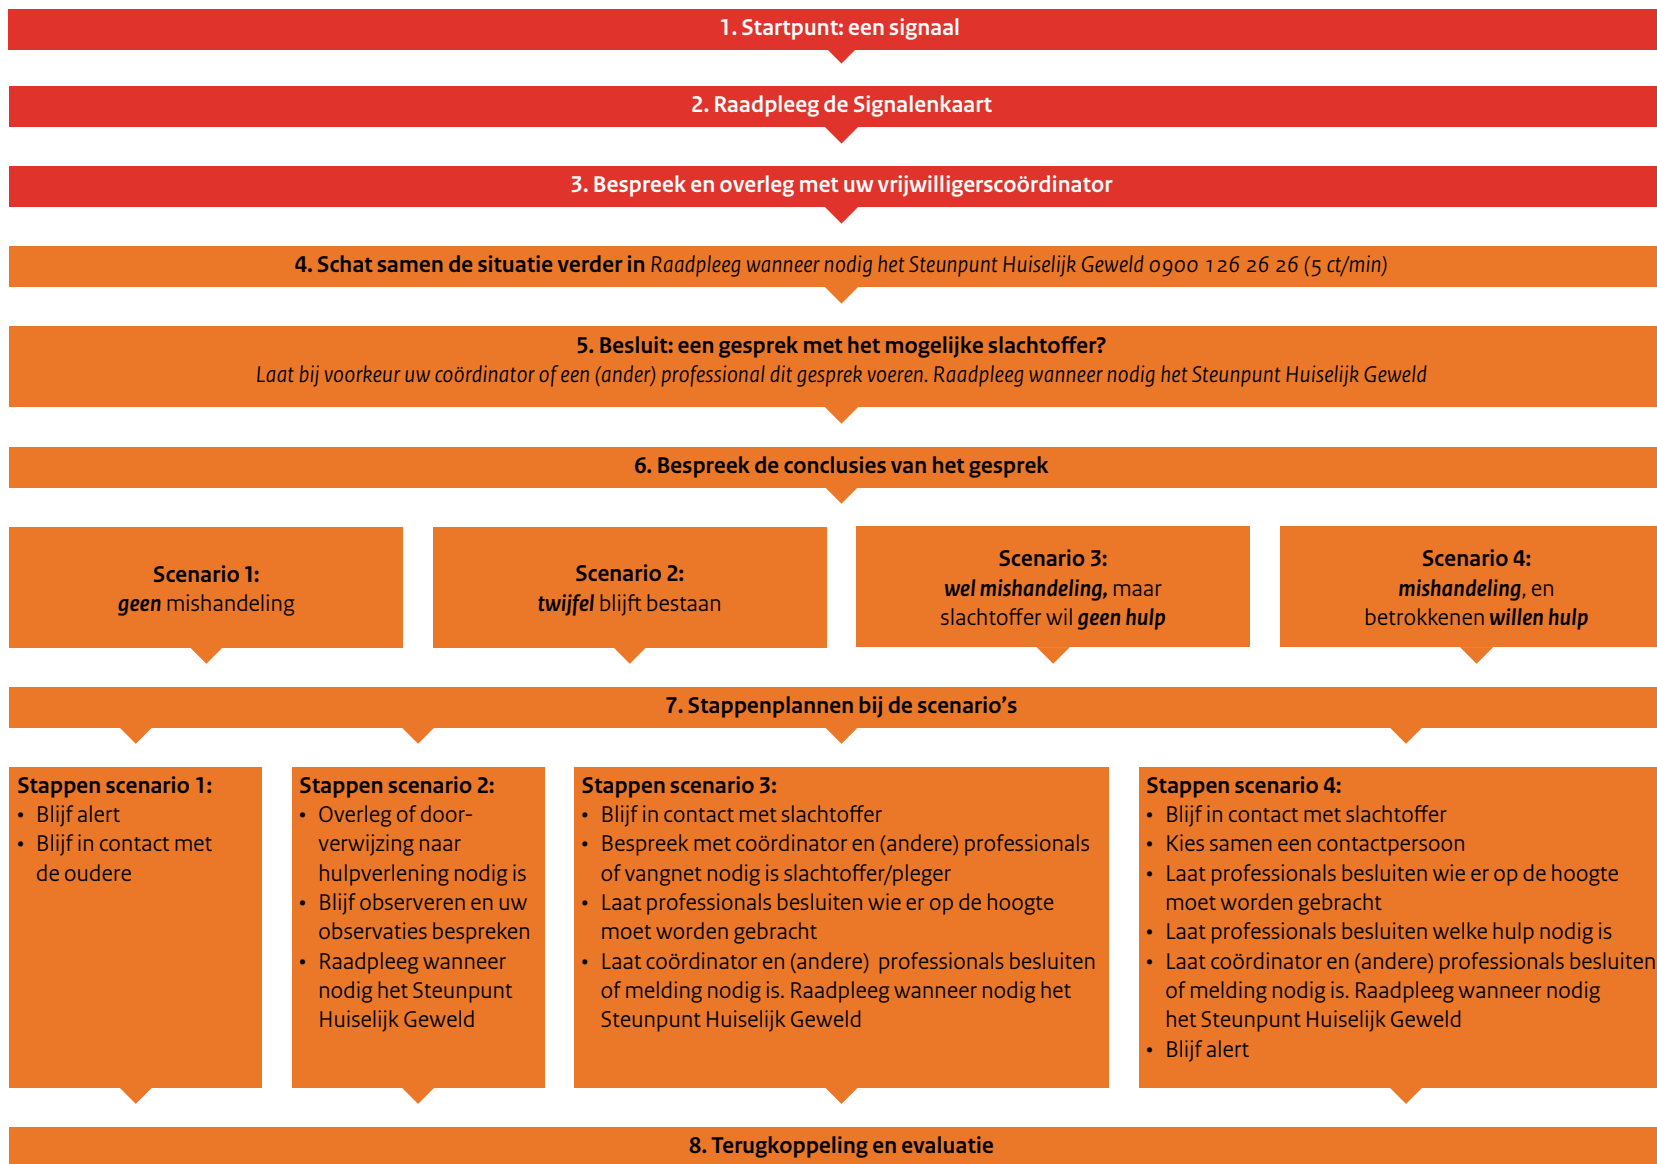 1. Startpunt: een signaal
2. Raadpleeg de Signalenkaart
3. Bespreek en overleg met uw vrijwilligerscoördinator
4. Schat samen de situatie verder in Raadpleeg wanneer nodig het Steunpunt Huiselijk Geweld 0900 126 26 26 (5 ct/min)
5. Besluit: een gesprek met het mogelijke slachtoffer?
Laat bij voorkeur uw coördinator of een (ander) professional dit gesprek voeren. Raadpleeg wanneer nodig het Steunpunt Huiselijk Geweld
6. Bespreek de conclusies van het gesprek
Scenario 1:
geen mishandeling
Scenario 2:
twijfel blijft bestaan
Scenario 3:
wel mishandeling, maar
slachtoffer wil geen hulp
Scenario 4:
mishandeling, en
betrokkenen willen hulp
7. Stappenplannen bij de scenario's
Stappen scenario 1:
• Blijf alert
• Blijf in contact met
de oudere
Stappen scenario 2:
• Overleg of door-
verwijzing naar
hulpverlening nodig is
• Blijf observeren en uw
observaties bespreken
• Raadpleeg wanneer
nodig het Steunpunt
Huiselijk Geweld
Stappen scenario 3:
• Blijf in contact met slachtoffer
• Bespreek met coördinator en (andere) professionals
of vangnet nodig is slachtoffer/pleger
• Laat professionals besluiten wie er op de hoogte
moet worden gebracht
• Laat coördinator en (andere) professionals besluiten
of melding nodig is. Raadpleeg wanneer nodig het
Steunpunt Huiselijk Geweld
Stappen scenario 4:
• Blijf in contact met slachtoffer
• Kies samen een contactpersoon
• Laat professionals besluiten wie er op de hoogte
moet worden gebracht
• Laat professionals besluiten welke hulp nodig is
• Laat coördinator en (andere) professionals besluiten
of melding nodig is. Raadpleeg wanneer nodig
het Steunpunt Huiselijk Geweld
• Blijf alert
8. Terugkoppeling en evaluatie